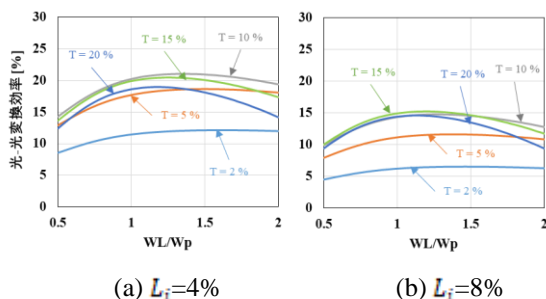 30
25
20
15
10
5
0
光-光変換効率 [%]
T = 20 %
T = 15 %
T = 10 %
T = 5 %
T = 2 %
0.5 1 1.5 2
WL/Wp
(a) Li=4%
30
25
20
15
10
5
0
T = 15 %
T = 20 %
T = 10 %
T = 5 %
T = 2 %
0.5 1 1.5 2
WL/Wp
(b) Li=8%